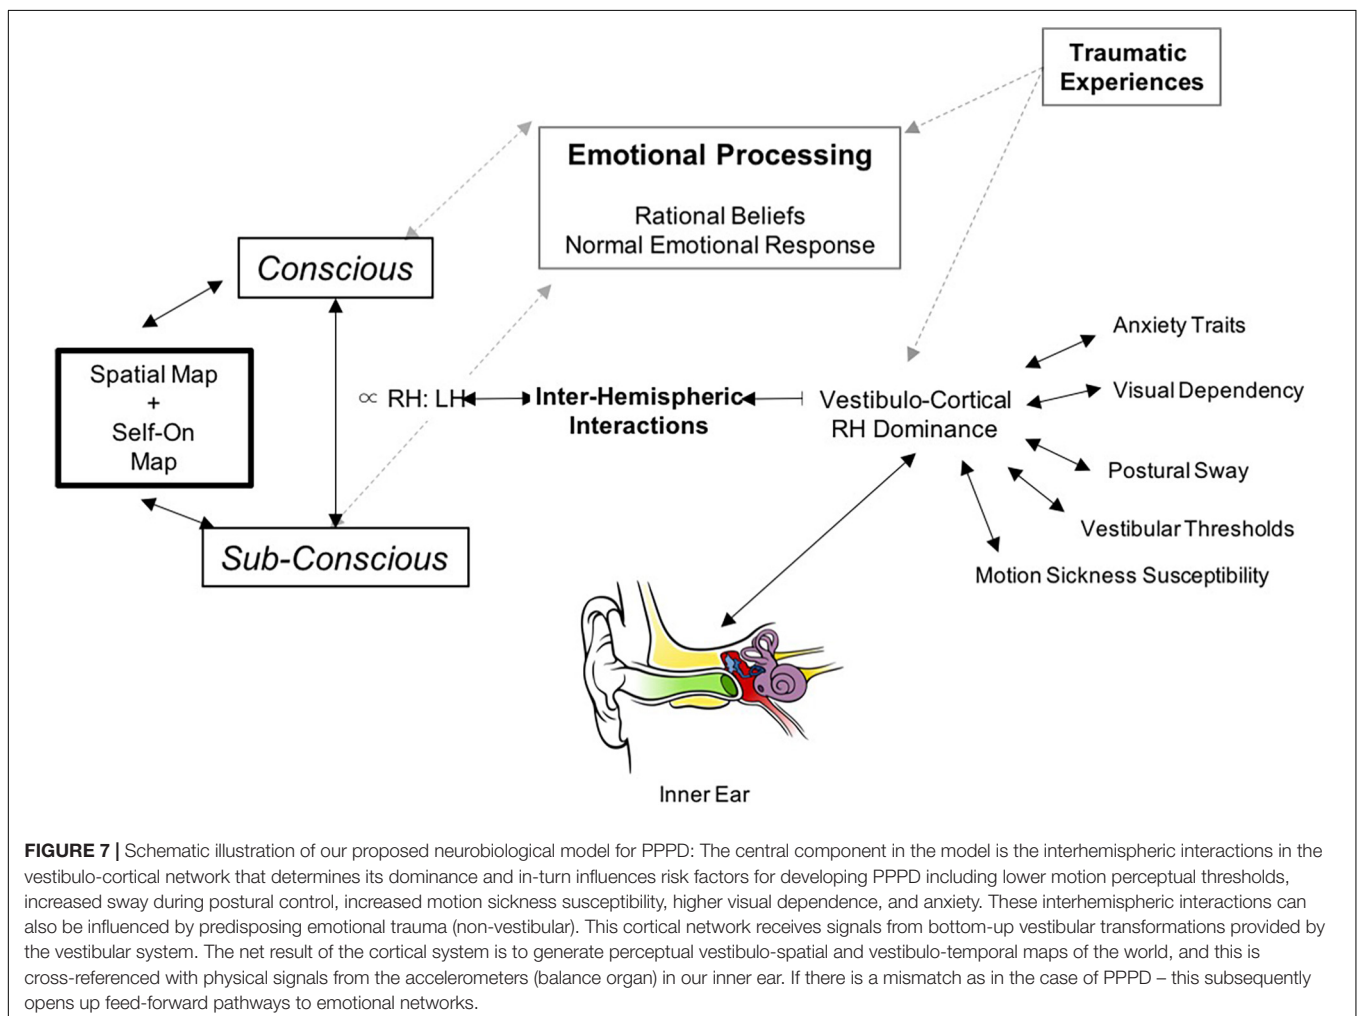 Traumatic
Experiences
Emotional Processing
Rational Beliefs
Normal Emotional Response
Conscious
Spatial Map
+
Self-On
Map
∝ RH: LH
Inter-Hemispheric
Interactions
Vestibulo-Cortical
RH Dominance
Anxiety Traits
Visual Dependency
Postural Sway
Vestibular Thresholds
Motion Sickness Susceptibility
Sub-Conscious
Inner Ear
FIGURE 7 | Schematic illustration of our proposed neurobiological model for PPPD: The central component in the model is the interhemispheric interactions in the
vestibulo-cortical network that determines its dominance and in-turn influences risk factors for developing PPPD including lower motion perceptual thresholds,
increased sway during postural control, increased motion sickness susceptibility, higher visual dependence, and anxiety. These interhemispheric interactions can
also be influenced by predisposing emotional trauma (non-vestibular). This cortical network receives signals from bottom-up vestibular transformations provided by
the vestibular system. The net result of the cortical system is to generate perceptual vestibulo-spatial and vestibulo-temporal maps of the world, and this is
cross-referenced with physical signals from the accelerometers (balance organ) in our inner ear. If there is a mismatch as in the case of PPPD – this subsequently
opens up feed-forward pathways to emotional networks.